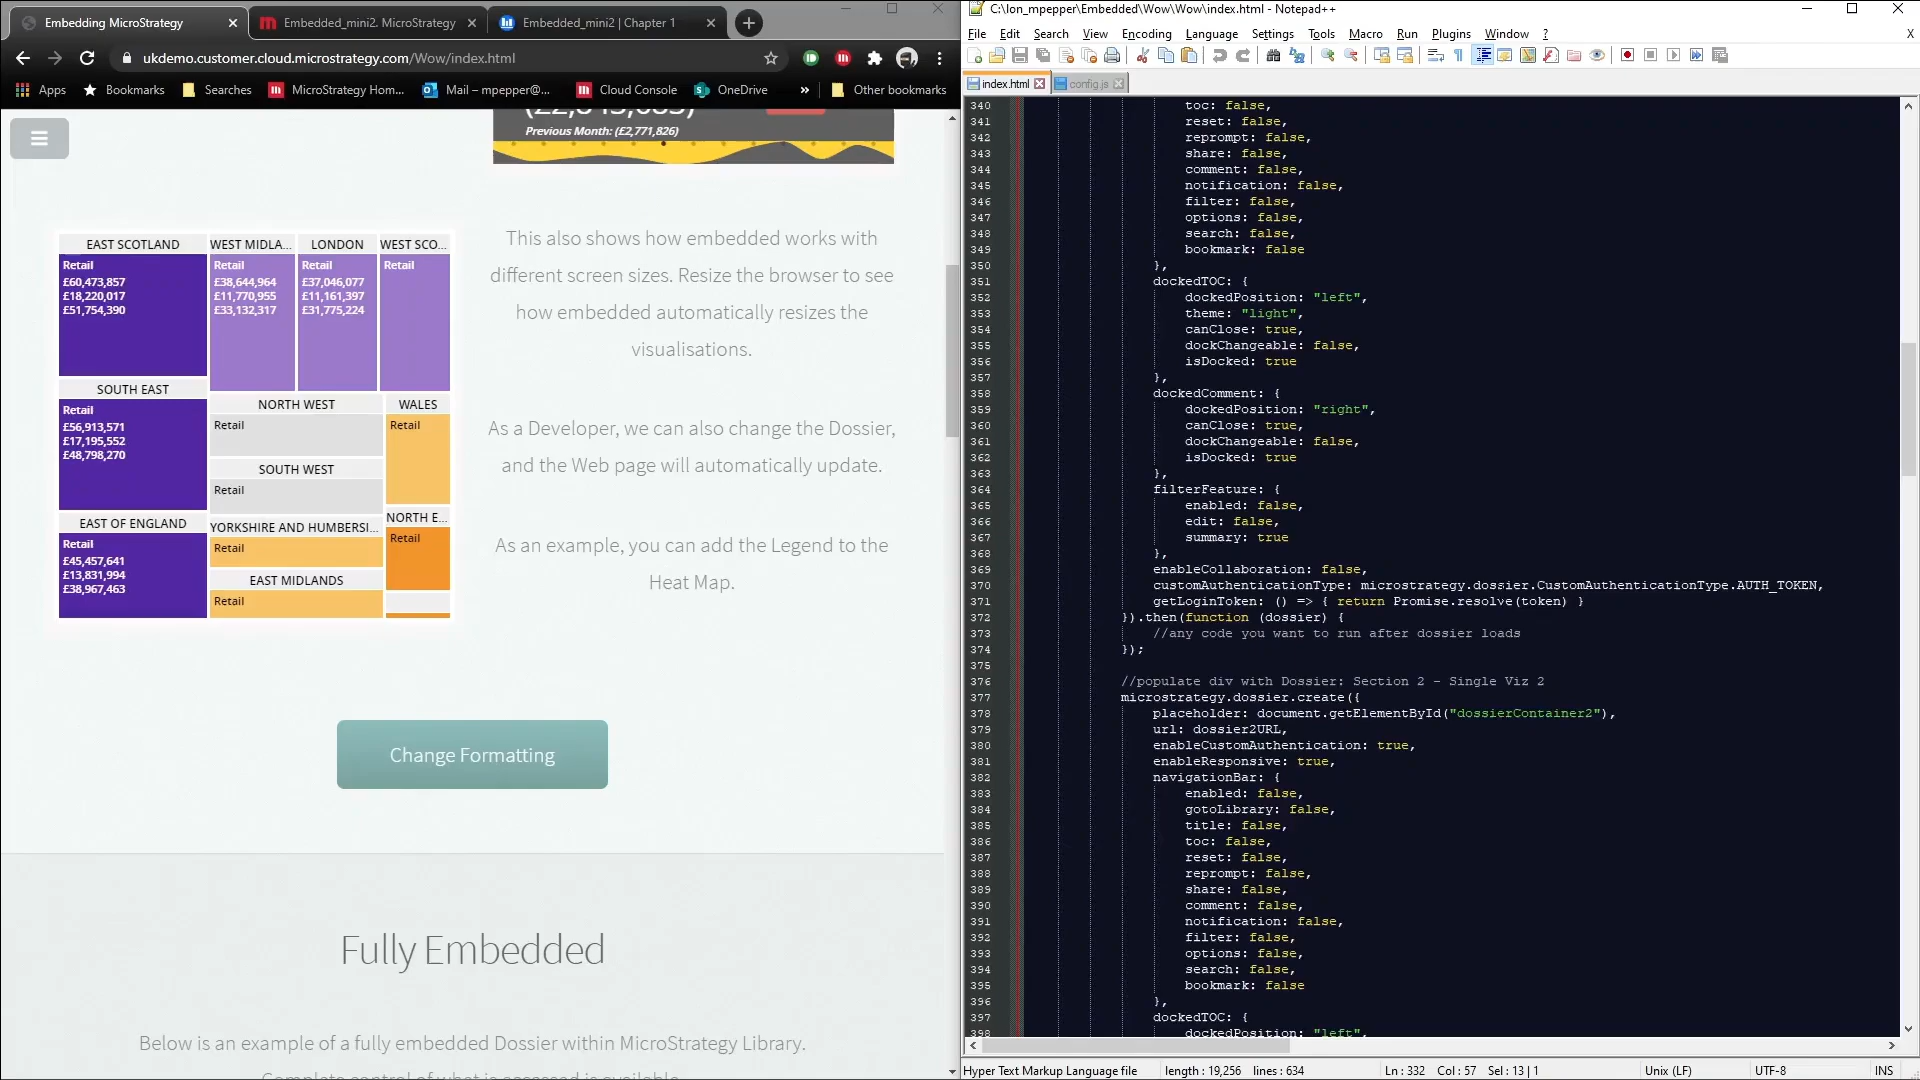 Embedding MicroStrategy
Embedded_mini2. MicroStrategy
Embedded_mini2 | Chapter 1
ukdemo.customer.cloud.microstrategy.com/Wow/index.html
Apps
Bookmarks
Searches
MicroStrategy Hom...
Mail – mpepper@...
Cloud Console
OneDrive
»
Other bookmarks
Previous Month: (£2,771,826)
EAST SCOTLAND
Retail
£60,473,857
£18,220,017
£51,754,390
WEST MIDLA...
Retail
£38,644,964
£11,770,955
£33,132,317
LONDON
Retail
£37,046,077
£11,161,397
£31,775,224
WEST SCO...
Retail
SOUTH EAST
Retail
£56,913,571
£17,195,552
£48,798,270
NORTH WEST
Retail
WALES
Retail
SOUTH WEST
Retail
EAST OF ENGLAND
Retail
£45,457,641
£13,831,994
£38,967,463
YORKSHIRE AND HUMBERSI...
Retail
NORTH E...
Retail
EAST MIDLANDS
Retail
This also shows how embedded works with
different screen sizes. Resize the browser to see
how embedded automatically resizes the
visualisations.
As a Developer, we can also change the Dossier,
and the Web page will automatically update.
As an example, you can add the Legend to the
Heat Map.
Change Formatting
Fully Embedded
Below is an example of a fully embedded Dossier within MicroStrategy Library.
Complete control of what is accessed is available.
C:\lon_mpepper\Embedded\Wow\Wow\index.html - Notepad++
File Edit Search View Encoding Language Settings Tools Macro Run Plugins Window ? X
index.html
config.js
340 toc: false,
341 reset: false,
342 reprompt: false,
343 share: false,
344 comment: false,
345 notification: false,
346 filter: false,
347 options: false,
348 search: false,
349 bookmark: false
350 },
351 dockedTOC: {
352 dockedPosition: "left",
353 theme: "light",
354 canClose: true,
355 dockChangeable: false,
356 isDocked: true
357 },
358 dockedComment: {
359 dockedPosition: "right",
360 canClose: true,
361 dockChangeable: false,
362 isDocked: true
363 },
364 filterFeature: {
365 enabled: false,
366 edit: false,
367 summary: true
368 },
369 enableCollaboration: false,
370 customAuthenticationType: microstrategy.dossier.CustomAuthenticationType.AUTH_TOKEN,
371 getLoginToken: () => { return Promise.resolve(token) }
372 }).then(function (dossier) {
373 //any code you want to run after dossier loads
374 });
375
376 //populate div with Dossier: Section 2 - Single Viz 2
377 microstrategy.dossier.create({
378 placeholder: document.getElementById("dossierContainer2"),
379 url: dossier2URL,
380 enableCustomAuthentication: true,
381 enableResponsive: true,
382 navigationBar: {
383 enabled: false,
384 gotoLibrary: false,
385 title: false,
386 toc: false,
387 reset: false,
388 reprompt: false,
389 share: false,
390 comment: false,
391 notification: false,
392 filter: false,
393 options: false,
394 search: false,
395 bookmark: false
396 },
397 dockedTOC: {
398 dockedPosition: "left",
Hyper Text Markup Language file
length : 19,256 lines : 634
Ln : 332 Col : 57 Sel : 13 | 1
Unix (LF)
UTF-8
INS